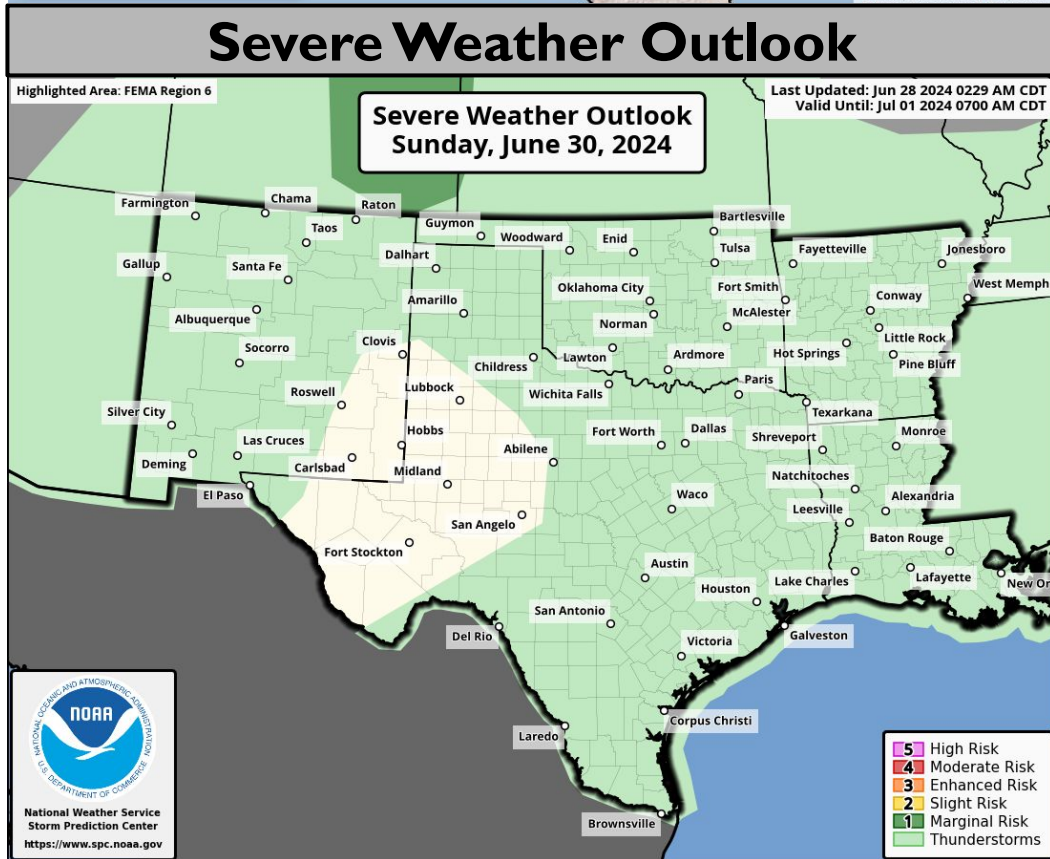 Severe Weather Outlook
Highlighted Area: FEMA Region 6
Last Updated: Jun 28 2024 0229 AM CDT
Valid Until: Jul 01 2024 0700 AM CDT
Severe Weather Outlook
Sunday, June 30, 2024
Farmington
Chama
Raton
Taos
Guymon
Woodward
Enid
Bartlesville
Tulsa
Fayetteville
Jonesboro
Gallup
Santa Fe
Dalhart
Oklahoma City
Fort Smith
West Memph
Albuquerque
Amarillo
Norman
McAlester
Conway
Socorro
Clovis
Childress
Lawton
Ardmore
Hot Springs
Little Rock
Pine Bluff
Roswell
Lubbock
Wichita Falls
Paris
Texarkana
Silver City
Las Cruces
Hobbs
Fort Worth
Dallas
Shreveport
Monroe
Deming
Carlsbad
Midland
Abilene
Natchitoches
El Paso
Waco
Leesville
Alexandria
San Angelo
Baton Rouge
Fort Stockton
Austin
Houston
Lake Charles
Lafayette
New Or
San Antonio
Del Rio
Victoria
Galveston
Laredo
Corpus Christi
Brownsville
NATIONAL OCEANIC AND ATMOSPHERIC ADMINISTRATION
NOAA
U.S. DEPARTMENT OF COMMERCE
National Weather Service
Storm Prediction Center
https://www.spc.noaa.gov
5 High Risk
4 Moderate Risk
3 Enhanced Risk
2 Slight Risk
1 Marginal Risk
Thunderstorms